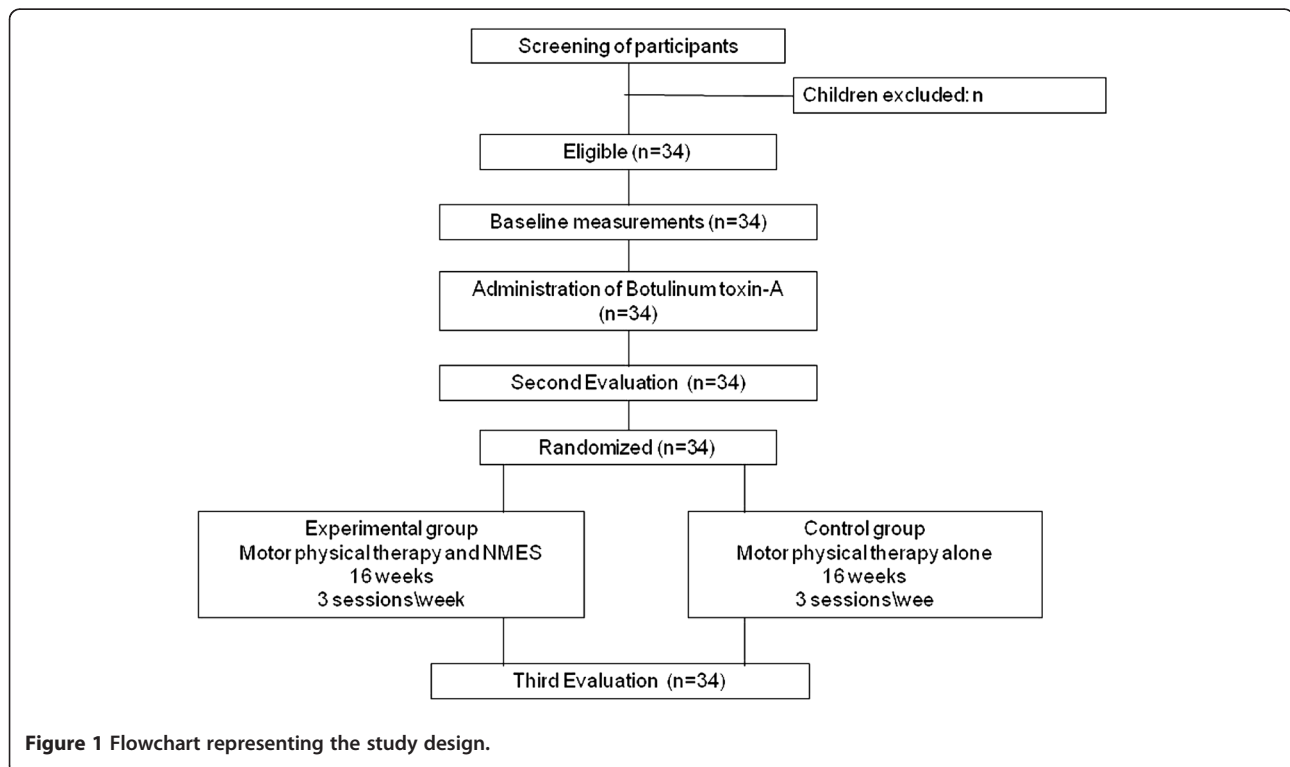 Screening of participants
Children excluded: n
Eligible (n=34)
Baseline measurements (n=34)
Administration of Botulinum toxin-A
(n=34)
Second Evaluation (n=34)
Randomized (n=34)
Experimental group
Motor physical therapy and NMES
16 weeks
3 sessions\week
Control group
Motor physical therapy alone
16 weeks
3 sessions\wee
Third Evaluation (n=34)
Figure 1 Flowchart representing the study design.